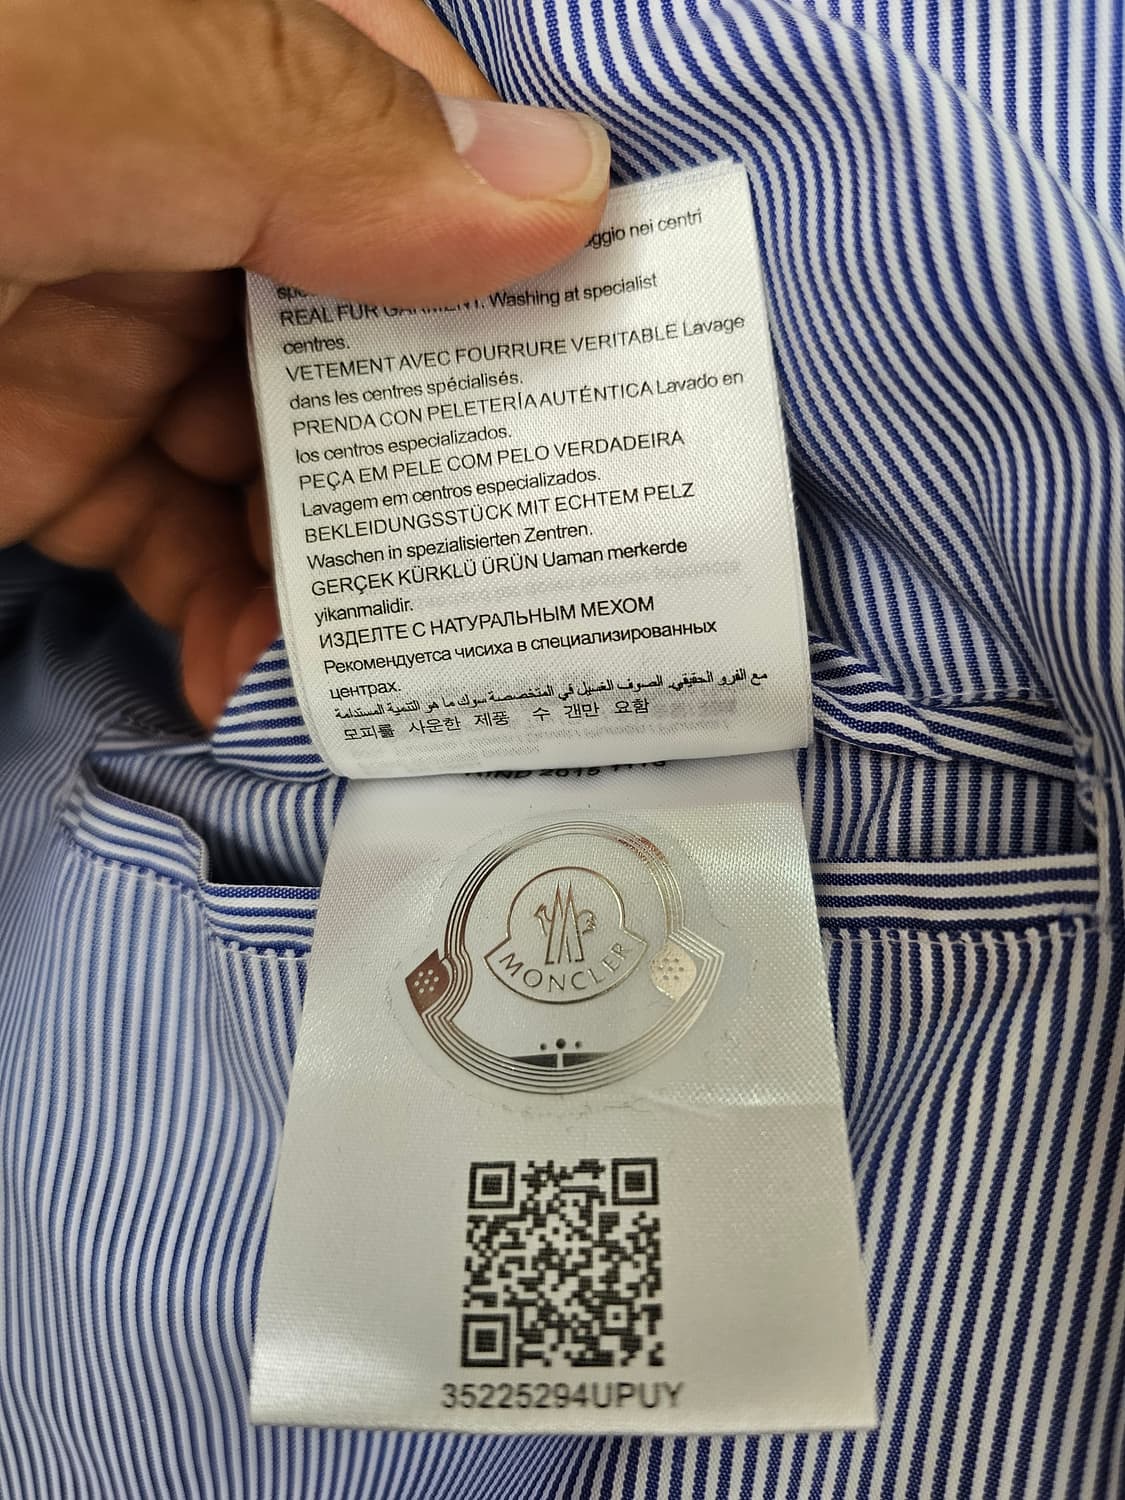 ggio nei centri
REAL FUR GARMENT. Washing at specialist
centres.
VETEMENT AVEC FOURRURE VERITABLE Lavage
dans les centres spécialisés.
PRENDA CON PELETERÍA AUTÉNTICA Lavado en
los centros especializados.
PEÇA EM PELE COM PELO VERDADEIRA
Lavagem em centros especializados.
BEKLEIDUNGSSTÜCK MIT ECHTEM PELZ
Waschen in spezialisierten Zentren.
GERÇEK KÜRKLÜ ÜRÜN Uaman merkerde
yikanmalidir.
ИЗДЕЛТЕ С НАТУРАЛЬНЫМ МЕХОМ
Рекомендуетса чисиха в специализированных
центрах.
مع الفرو الحقيقي. الصوف الغسيل في المتخصصة سوك ما هو التنمية المستدامة
모피를 사운한 제품 수 갠만 요함
MONCLER
35225294UPUY